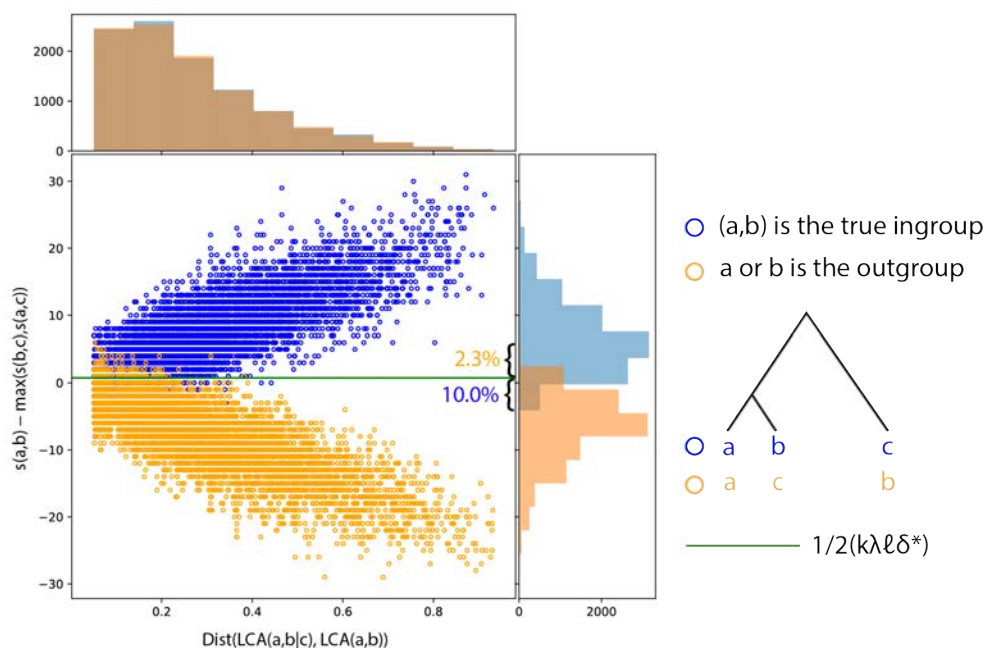 2000
1000
0
30
20
10
0
−10
−20
−30
s(a,b) − max(s(b,c),s(a,c))
2.3%
10.0%
0.2
0.4
0.6
0.8
0
2000
Dist(LCA(a,b|c), LCA(a,b))
(a,b) is the true ingroup
a or b is the outgroup
a b c
a c b
1/2(kλℓδ*)